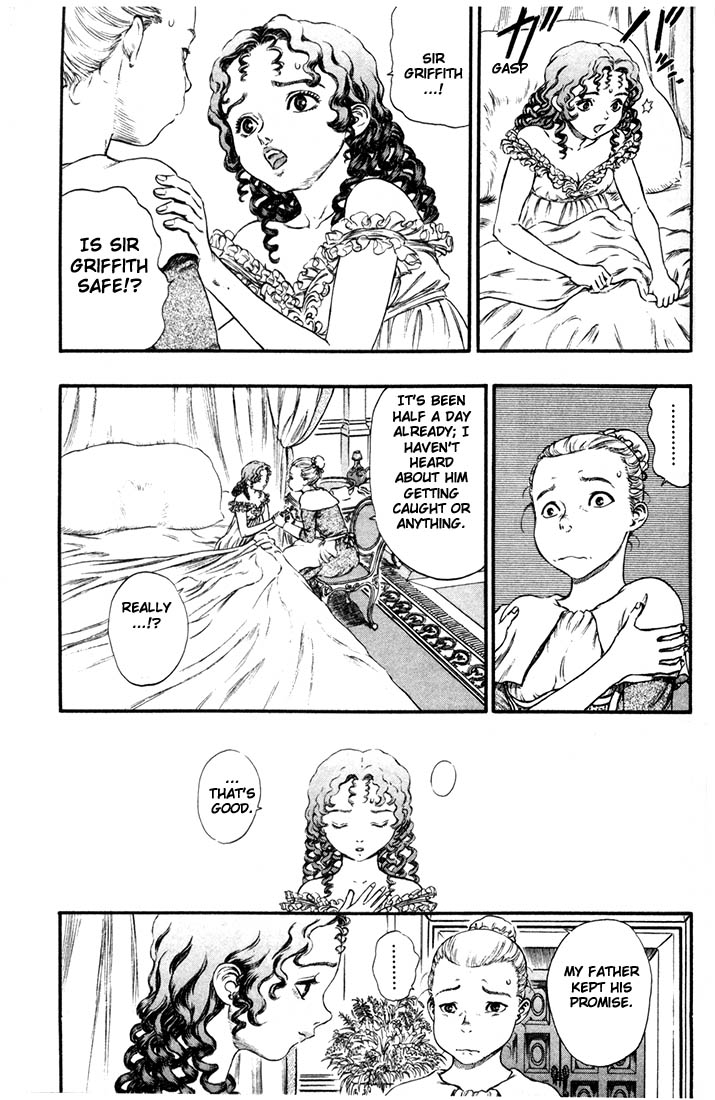 GASP
SIR
GRIFFITH
...!
IS SIR
GRIFFITH
SAFE!?
.........
IT'S BEEN
HALF A DAY
ALREADY; I
HAVEN'T
HEARD
ABOUT HIM
GETTING
CAUGHT OR
ANYTHING.
REALLY
...!?
...
THAT'S
GOOD.
MY FATHER
KEPT HIS
PROMISE.
.........